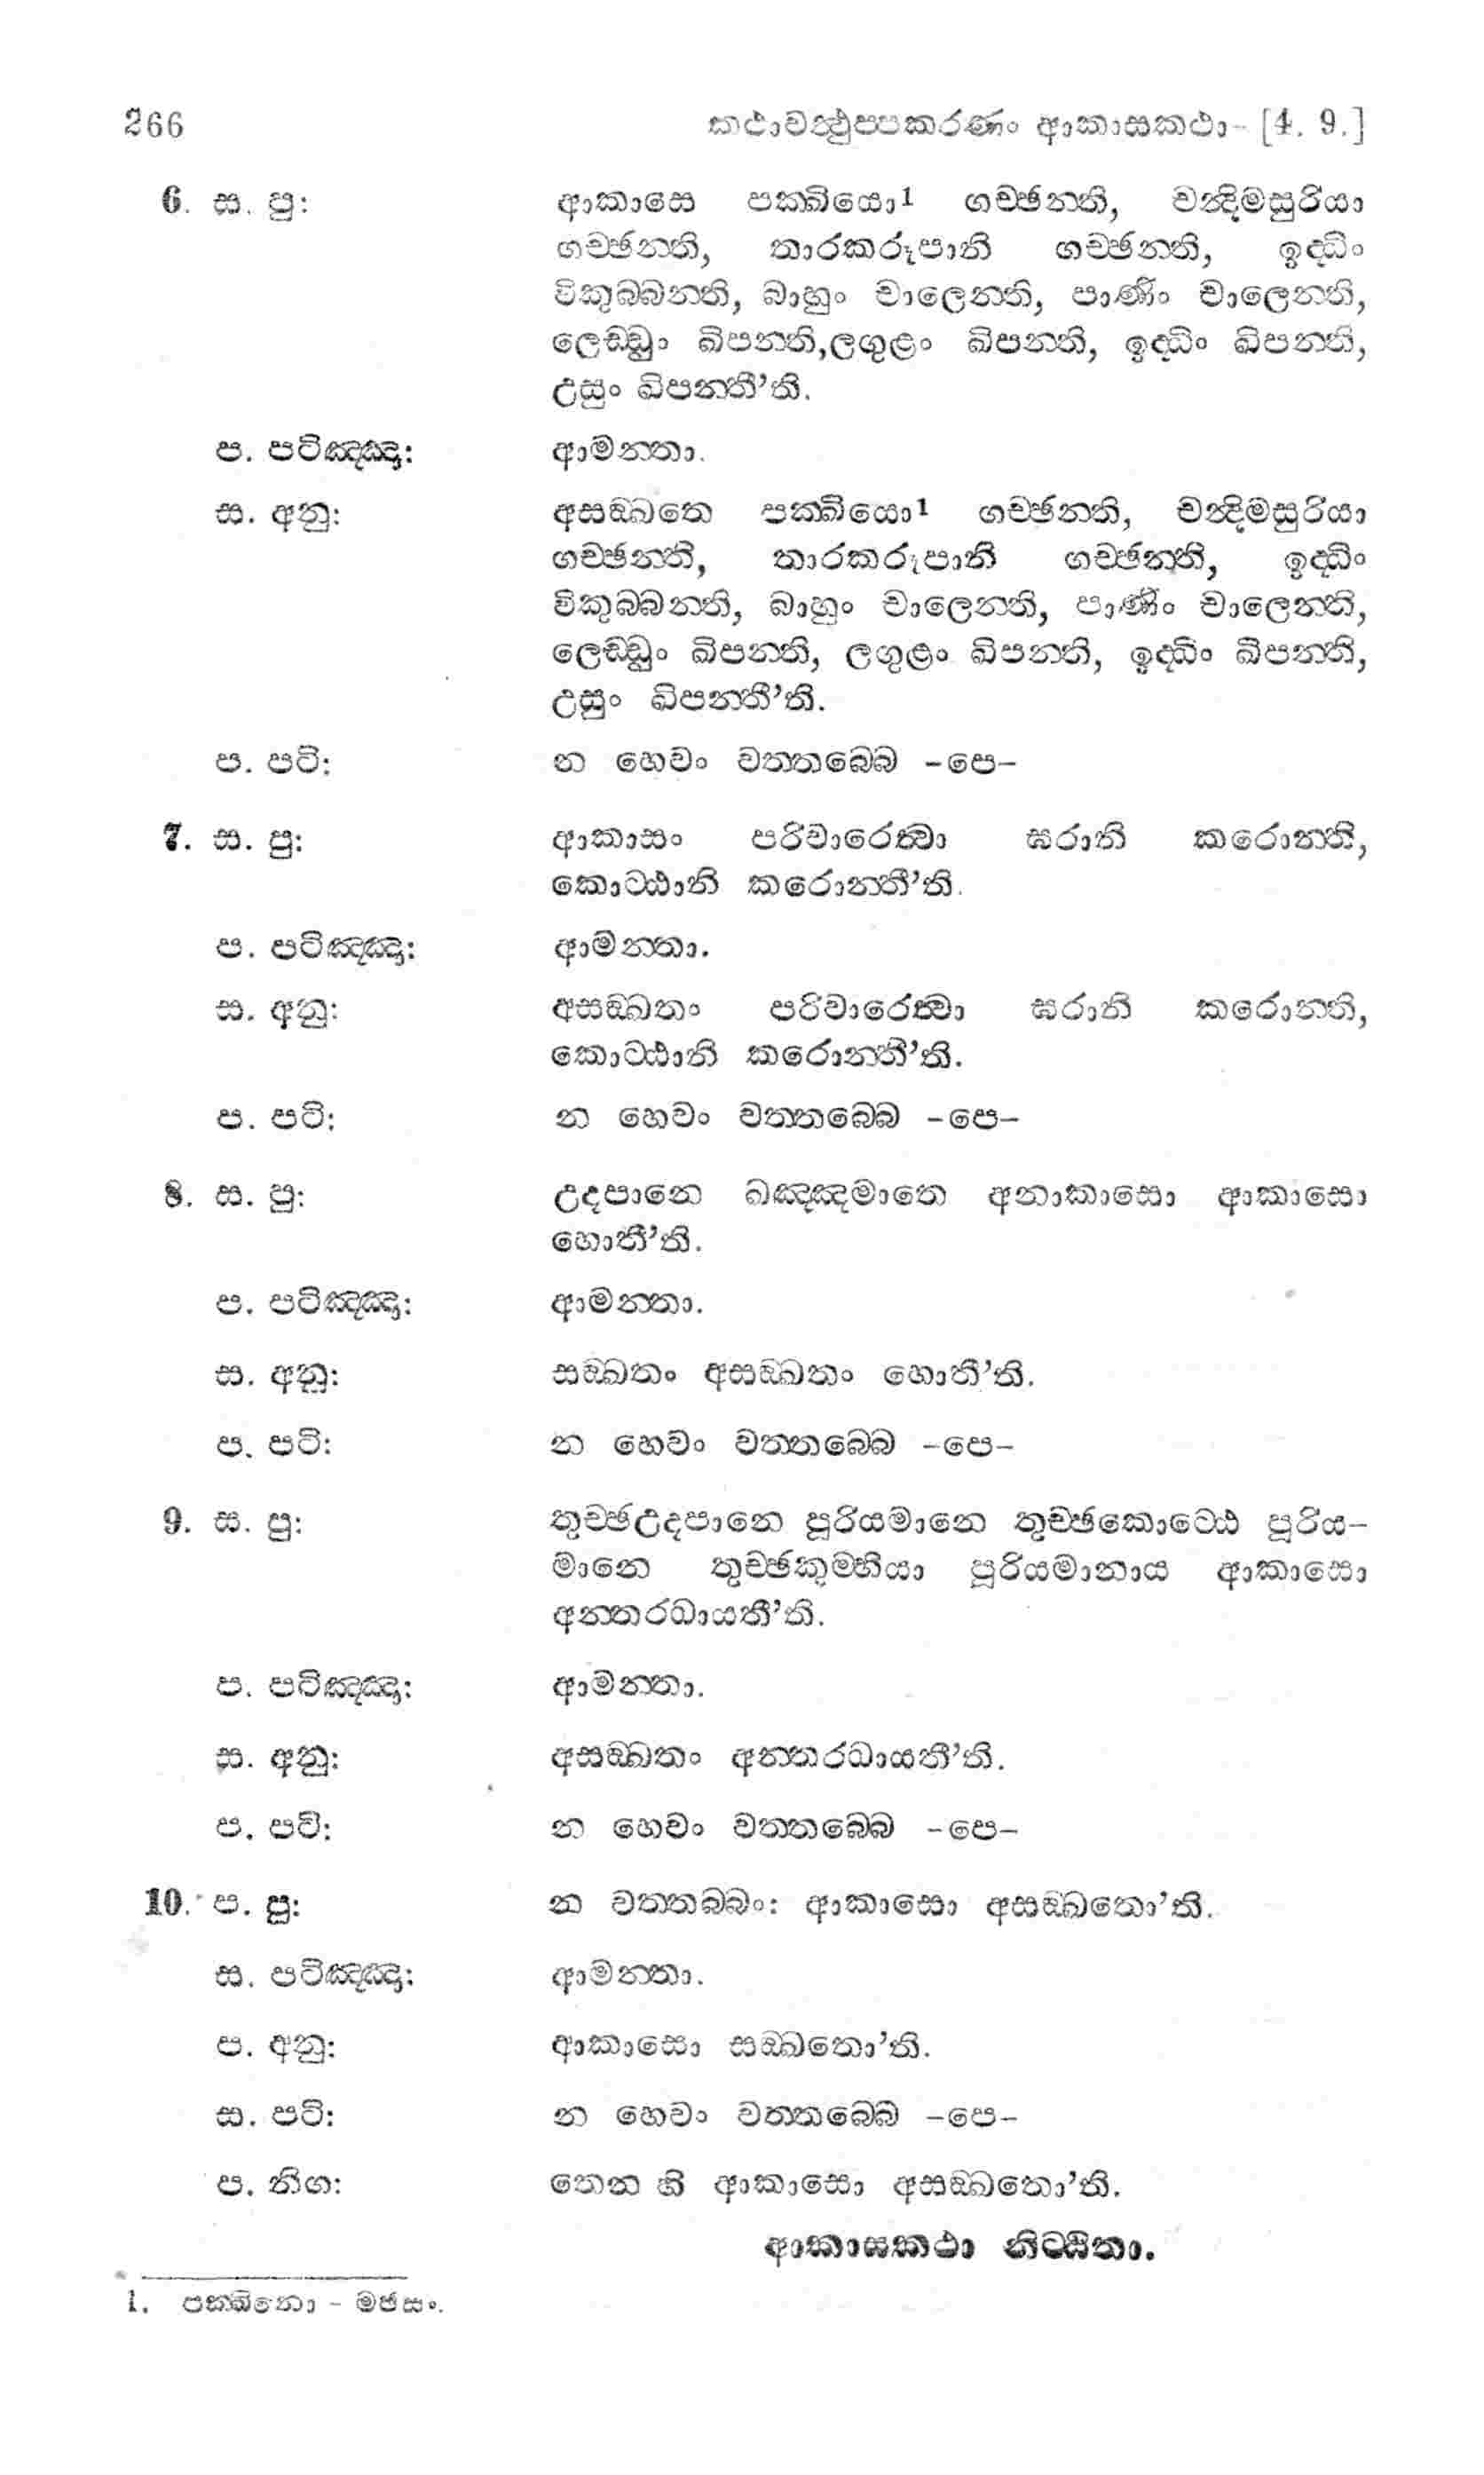 266 කථාවත්‍ථුප‍්පකරණං ආකාසකථා- [4. 9.]
6. ස. පු: ආකාසෙ පක‍්ඛියො1 ගච‍්ඡන‍්ති, චන්‍දිමසුරියා
ගච‍්ඡන‍්ති, තාරකරූපානි ගච‍්ඡන‍්ති, ඉද‍්ධිං
විකුබ‍්බන‍්ති, බාහුං චාලෙන‍්ති, පාණිං චාලෙන‍්ති,
ලෙඩ‍්ඩුං ඛිපන‍්ති,ලගුළං ඛිපන‍්ති, ඉද‍්ධිං ඛිපන‍්ති,
උසුං ඛිපන‍්තී’ති.
ප. පටිඤ‍්ඤා: ආමන‍්තා.
ස. අනු: අසඞ‍්ඛතෙ පක‍්ඛියො1 ගච‍්ඡන‍්ති, චන්‍දිමසුරියා
ගච‍්ඡන‍්ති, තාරකරූපානි ගච‍්ඡන‍්ති, ඉද‍්ධිං
විකුබ‍්බන‍්ති, බාහුං චාලෙන‍්ති, පාණිං චාලෙන‍්ති,
ලෙඩ‍්ඩුං ඛිපන‍්ති, ලගුළං ඛිපන‍්ති, ඉද‍්ධිං ඛිපන‍්ති,
උසුං ඛිපන‍්තී’ති.
ප. පටි: න හෙවං වත‍්තබ‍්බෙ -පෙ-
7. ස. පු: ආකාසං පරිවාරෙත්‍වා ඝරානි කරොන‍්ති,
කොට‍්ඨානි කරොන‍්තී’ති.
ප. පටිඤ‍්ඤා: ආමන‍්තා.
ස. අනු: අසඞ‍්ඛතං පරිවාරෙත්‍වා ඝරානි කරොන‍්ති,
කොට‍්ඨානි කරොන‍්තී’ති.
ප. පටි: න හෙවං වත‍්තබ‍්බෙ -පෙ-
8. ස. පු: උදපානෙ ඛඤ‍්ඤමානෙ අනාකාසො ආකාසො
හොතී’ති.
ප. පටිඤ‍්ඤා: ආමන‍්තා.
ස. අනු: සඞ‍්ඛතං අසඞ‍්ඛතං හොතී’ති.
ප. පටි: න හෙවං වත‍්තබ‍්බෙ -පෙ-
9. ස. පු: තුච‍්ඡඋදපානෙ පූරියමානෙ තුච‍්ඡකොට‍්ඨෙ පූරිය-
මානෙ තුච‍්ඡකුම‍්භියා පූරියමානාය ආකාසො
අන‍්තරධායතී’ති.
ප. පටිඤ‍්ඤා: ආමන‍්තා.
ස. අනු: අසඞ‍්ඛතං අන‍්තරධායතී’ති.
ප. පටි: න හෙවං වත‍්තබ‍්බෙ -පෙ-
10. ප. පු: න වත‍්තබ‍්බං: ආකාසො අසඞ‍්ඛතො’ති.
ස. පටිඤ‍්ඤා: ආමන‍්තා.
ප. අනු: ආකාසො සඞ‍්ඛතො’ති.
ස. පටි: න හෙවං වත‍්තබ‍්බෙ -පෙ-
ප. නිග: තෙන හි ආකාසො අසඞ‍්ඛතො’ති.
ආකාසකථා නිට‍්ඨිතා.
1. පක‍්ඛිනො - මජසං.